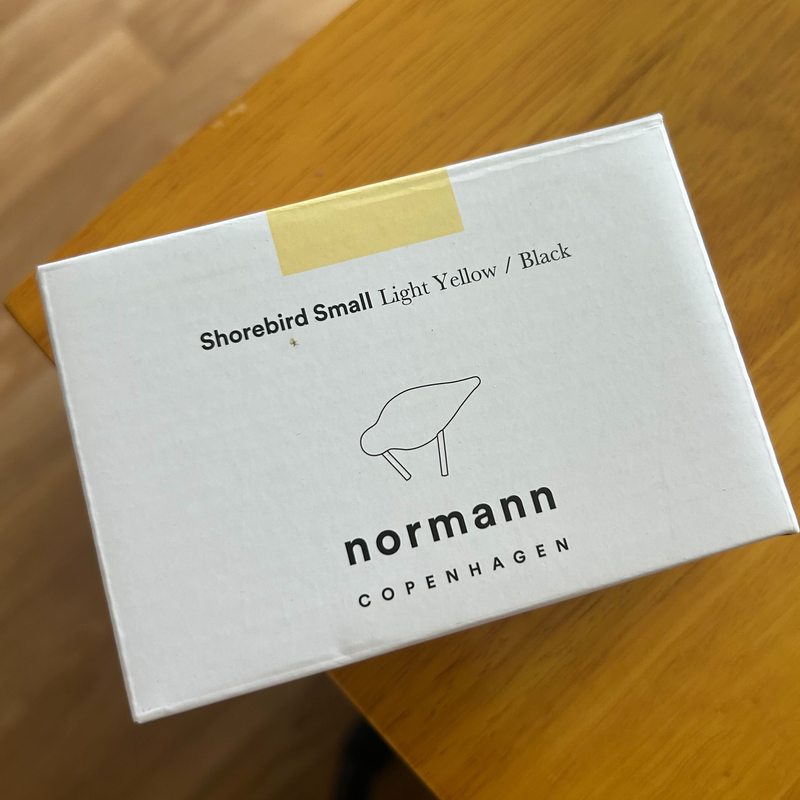 Shorebird Small Light Yellow / Black
normann
COPENHAGEN